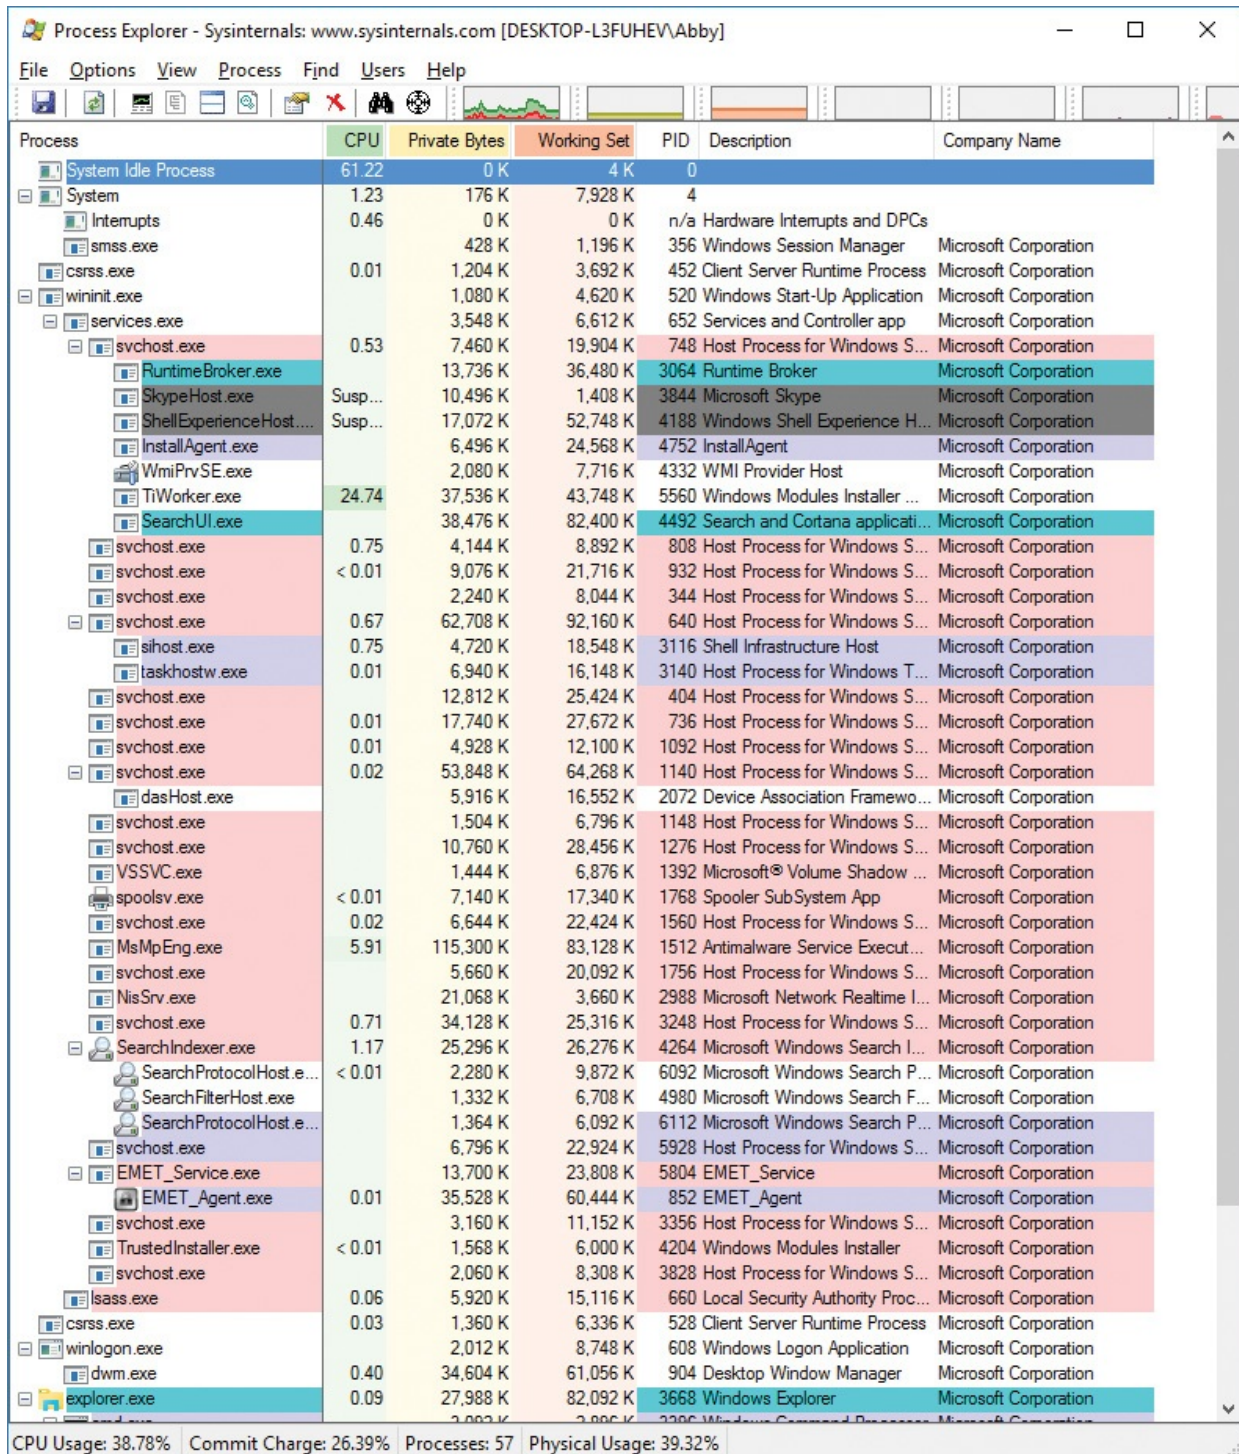 Process Explorer - Sysinternals: www.sysinternals.com [DESKTOP-L3FUHEV\Abby]
File Options View Process Find Users Help
Process CPU Private Bytes Working Set PID Description Company Name
System Idle Process 61.22 0 K 4 K 0
System 1.23 176 K 7,928 K 4
Interrupts 0.46 0 K 0 K n/a Hardware Interrupts and DPCs
smss.exe 428 K 1,196 K 356 Windows Session Manager Microsoft Corporation
csrss.exe 0.01 1,204 K 3,692 K 452 Client Server Runtime Process Microsoft Corporation
wininit.exe 1,080 K 4,620 K 520 Windows Start-Up Application Microsoft Corporation
services.exe 3,548 K 6,612 K 652 Services and Controller app Microsoft Corporation
svchost.exe 0.53 7,460 K 19,904 K 748 Host Process for Windows S... Microsoft Corporation
RuntimeBroker.exe 13,736 K 36,480 K 3064 Runtime Broker Microsoft Corporation
SkypeHost.exe Susp... 10,496 K 1,408 K 3844 Microsoft Skype Microsoft Corporation
ShellExperienceHost.... Susp... 17,072 K 52,748 K 4188 Windows Shell Experience H... Microsoft Corporation
InstallAgent.exe 6,496 K 24,568 K 4752 InstallAgent Microsoft Corporation
WmiPrvSE.exe 2,080 K 7,716 K 4332 WMI Provider Host Microsoft Corporation
TiWorker.exe 24.74 37,536 K 43,748 K 5560 Windows Modules Installer ... Microsoft Corporation
SearchUI.exe 38,476 K 82,400 K 4492 Search and Cortana applicati... Microsoft Corporation
svchost.exe 0.75 4,144 K 8,892 K 808 Host Process for Windows S... Microsoft Corporation
svchost.exe < 0.01 9,076 K 21,716 K 932 Host Process for Windows S... Microsoft Corporation
svchost.exe 2,240 K 8,044 K 344 Host Process for Windows S... Microsoft Corporation
svchost.exe 0.67 62,708 K 92,160 K 640 Host Process for Windows S... Microsoft Corporation
sihost.exe 0.75 4,720 K 18,548 K 3116 Shell Infrastructure Host Microsoft Corporation
taskhostw.exe 0.01 6,940 K 16,148 K 3140 Host Process for Windows T... Microsoft Corporation
svchost.exe 12,812 K 25,424 K 404 Host Process for Windows S... Microsoft Corporation
svchost.exe 0.01 17,740 K 27,672 K 736 Host Process for Windows S... Microsoft Corporation
svchost.exe 0.01 4,928 K 12,100 K 1092 Host Process for Windows S... Microsoft Corporation
svchost.exe 0.02 53,848 K 64,268 K 1140 Host Process for Windows S... Microsoft Corporation
dasHost.exe 5,916 K 16,552 K 2072 Device Association Framewo... Microsoft Corporation
svchost.exe 1,504 K 6,796 K 1148 Host Process for Windows S... Microsoft Corporation
svchost.exe 10,760 K 28,456 K 1276 Host Process for Windows S... Microsoft Corporation
VSSVC.exe 1,444 K 6,876 K 1392 Microsoft® Volume Shadow ... Microsoft Corporation
spoolsv.exe < 0.01 7,140 K 17,340 K 1768 Spooler SubSystem App Microsoft Corporation
svchost.exe 0.02 6,644 K 22,424 K 1560 Host Process for Windows S... Microsoft Corporation
MsMpEng.exe 5.91 115,300 K 83,128 K 1512 Antimalware Service Execut... Microsoft Corporation
svchost.exe 5,660 K 20,092 K 1756 Host Process for Windows S... Microsoft Corporation
NisSrv.exe 21,068 K 3,660 K 2988 Microsoft Network Realtime I... Microsoft Corporation
svchost.exe 0.71 34,128 K 25,316 K 3248 Host Process for Windows S... Microsoft Corporation
SearchIndexer.exe 1.17 25,296 K 26,276 K 4264 Microsoft Windows Search I... Microsoft Corporation
SearchProtocolHost.e... < 0.01 2,280 K 9,872 K 6092 Microsoft Windows Search P... Microsoft Corporation
SearchFilterHost.exe 1,332 K 6,708 K 4980 Microsoft Windows Search F... Microsoft Corporation
SearchProtocolHost.e... 1,364 K 6,092 K 6112 Microsoft Windows Search P... Microsoft Corporation
svchost.exe 6,796 K 22,924 K 5928 Host Process for Windows S... Microsoft Corporation
EMET_Service.exe 13,700 K 23,808 K 5804 EMET_Service Microsoft Corporation
EMET_Agent.exe 0.01 35,528 K 60,444 K 852 EMET_Agent Microsoft Corporation
svchost.exe 3,160 K 11,152 K 3356 Host Process for Windows S... Microsoft Corporation
TrustedInstaller.exe < 0.01 1,568 K 6,000 K 4204 Windows Modules Installer Microsoft Corporation
svchost.exe 2,060 K 8,308 K 3828 Host Process for Windows S... Microsoft Corporation
lsass.exe 0.06 5,920 K 15,116 K 660 Local Security Authority Proc... Microsoft Corporation
csrss.exe 0.03 1,360 K 6,336 K 528 Client Server Runtime Process Microsoft Corporation
winlogon.exe 2,012 K 8,748 K 608 Windows Logon Application Microsoft Corporation
dwm.exe 0.40 34,604 K 61,056 K 904 Desktop Window Manager Microsoft Corporation
explorer.exe 0.09 27,988 K 82,092 K 3668 Windows Explorer Microsoft Corporation
CPU Usage: 38.78% Commit Charge: 26.39% Processes: 57 Physical Usage: 39.32%